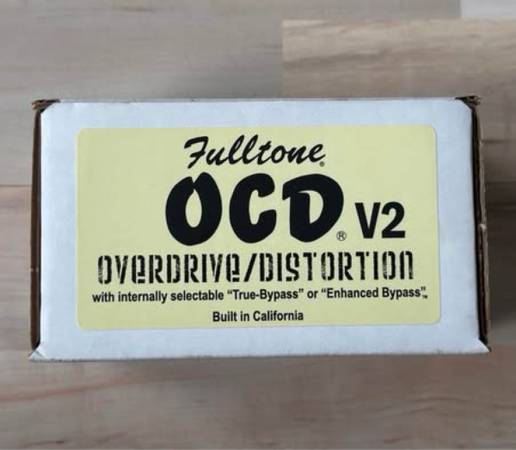 Fulltone®
OCD® V2
OVERDRIVE/DISTORTION
with internally selectable “True-Bypass” or “Enhanced Bypass”™
Built in California